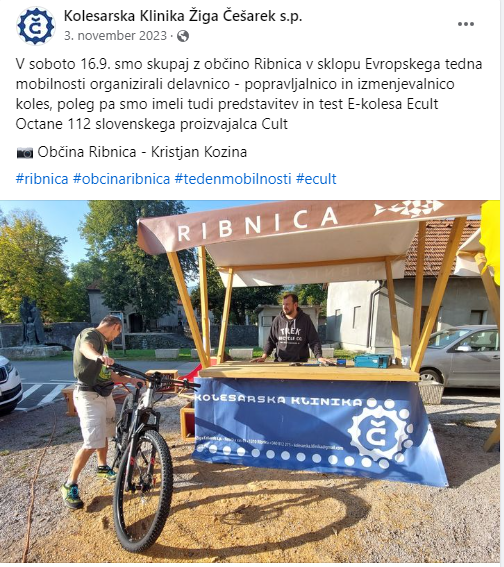 Kolesarska Klinika Žiga Češarek s.p.
3. november 2023 ·
V soboto 16.9. smo skupaj z občino Ribnica v sklopu Evropskega tedna
mobilnosti organizirali delavnico - popravljalnico in izmenjevalnico
koles, poleg pa smo imeli tudi predstavitev in test E-kolesa Ecult
Octane 112 slovenskega proizvajalca Cult
📷 Občina Ribnica - Kristjan Kozina
#ribnica #obcinaribnica #tedenmobilnosti #ecult
RIBNICA
TREK
KOLESARSKA KLINIKA
č